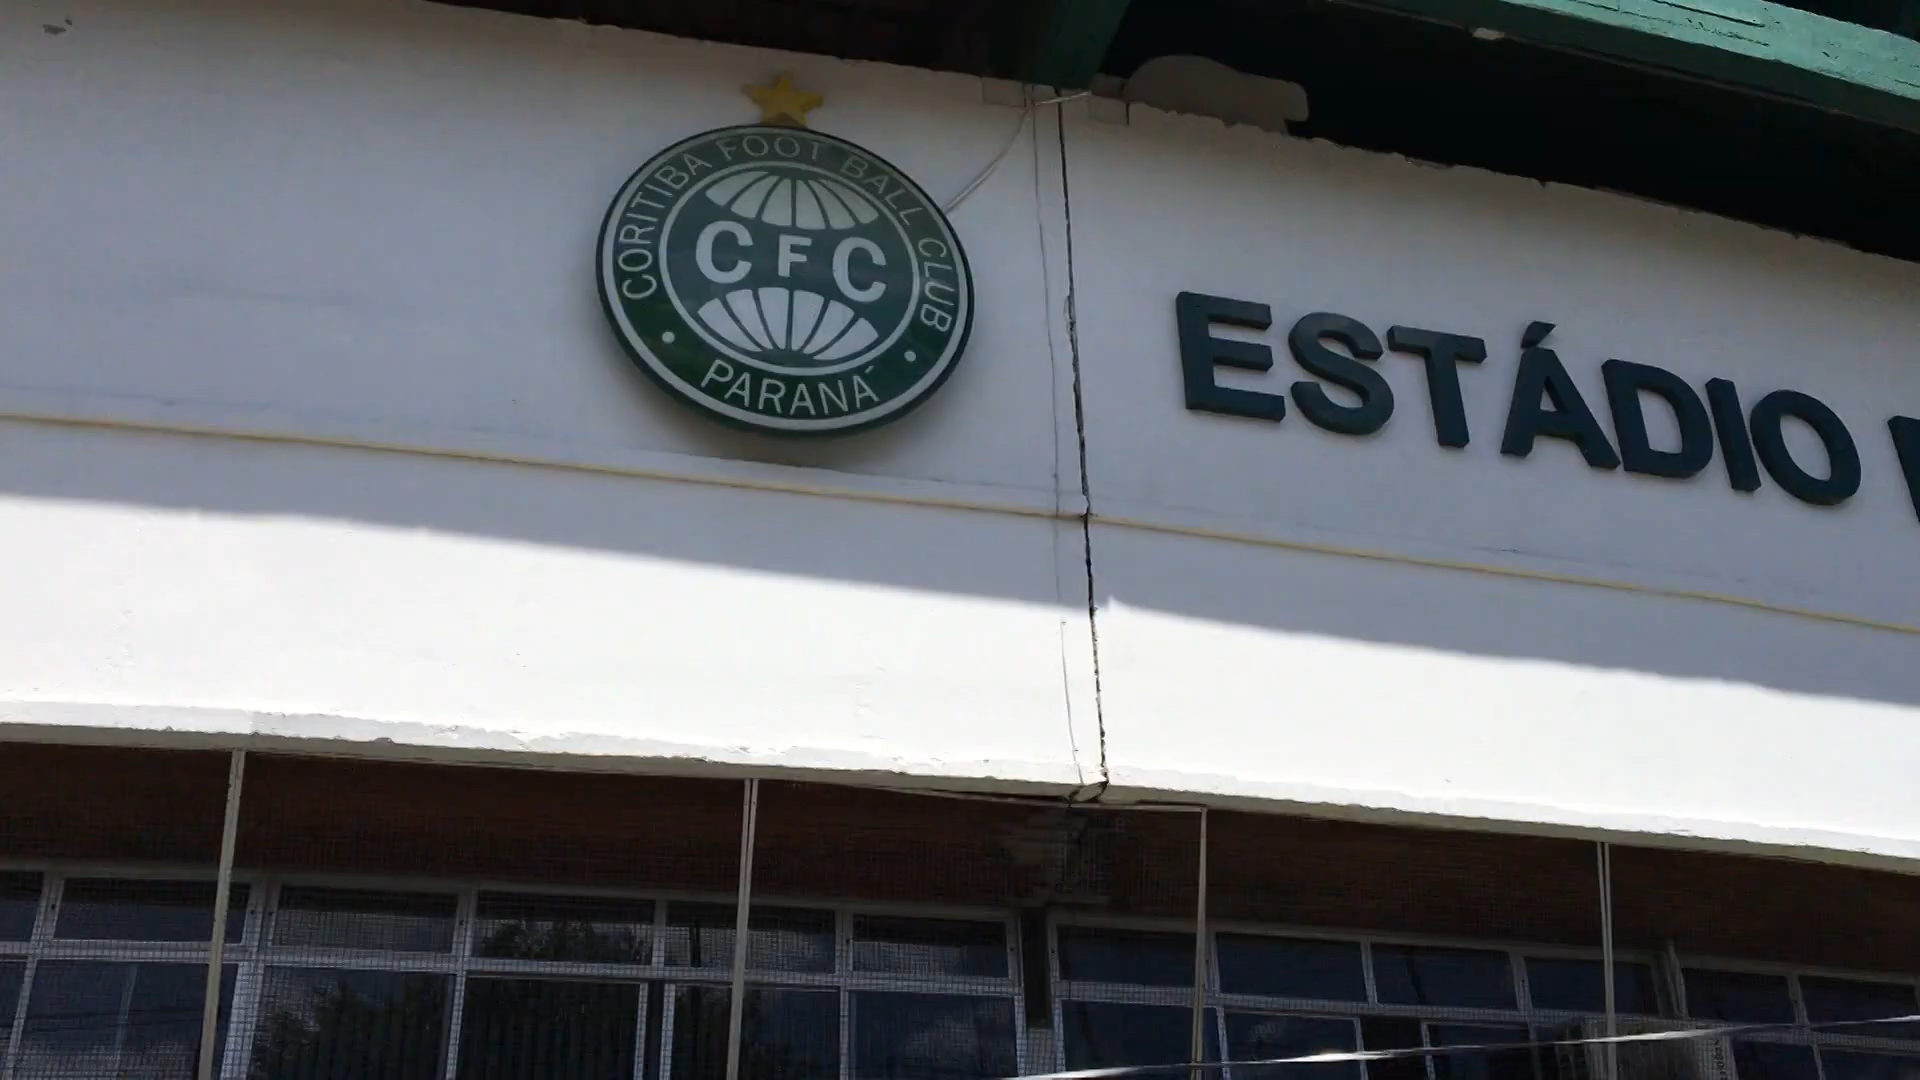 CORITIBA FOOT BALL CLUB
CFC
PARANÁ
ESTÁDIO